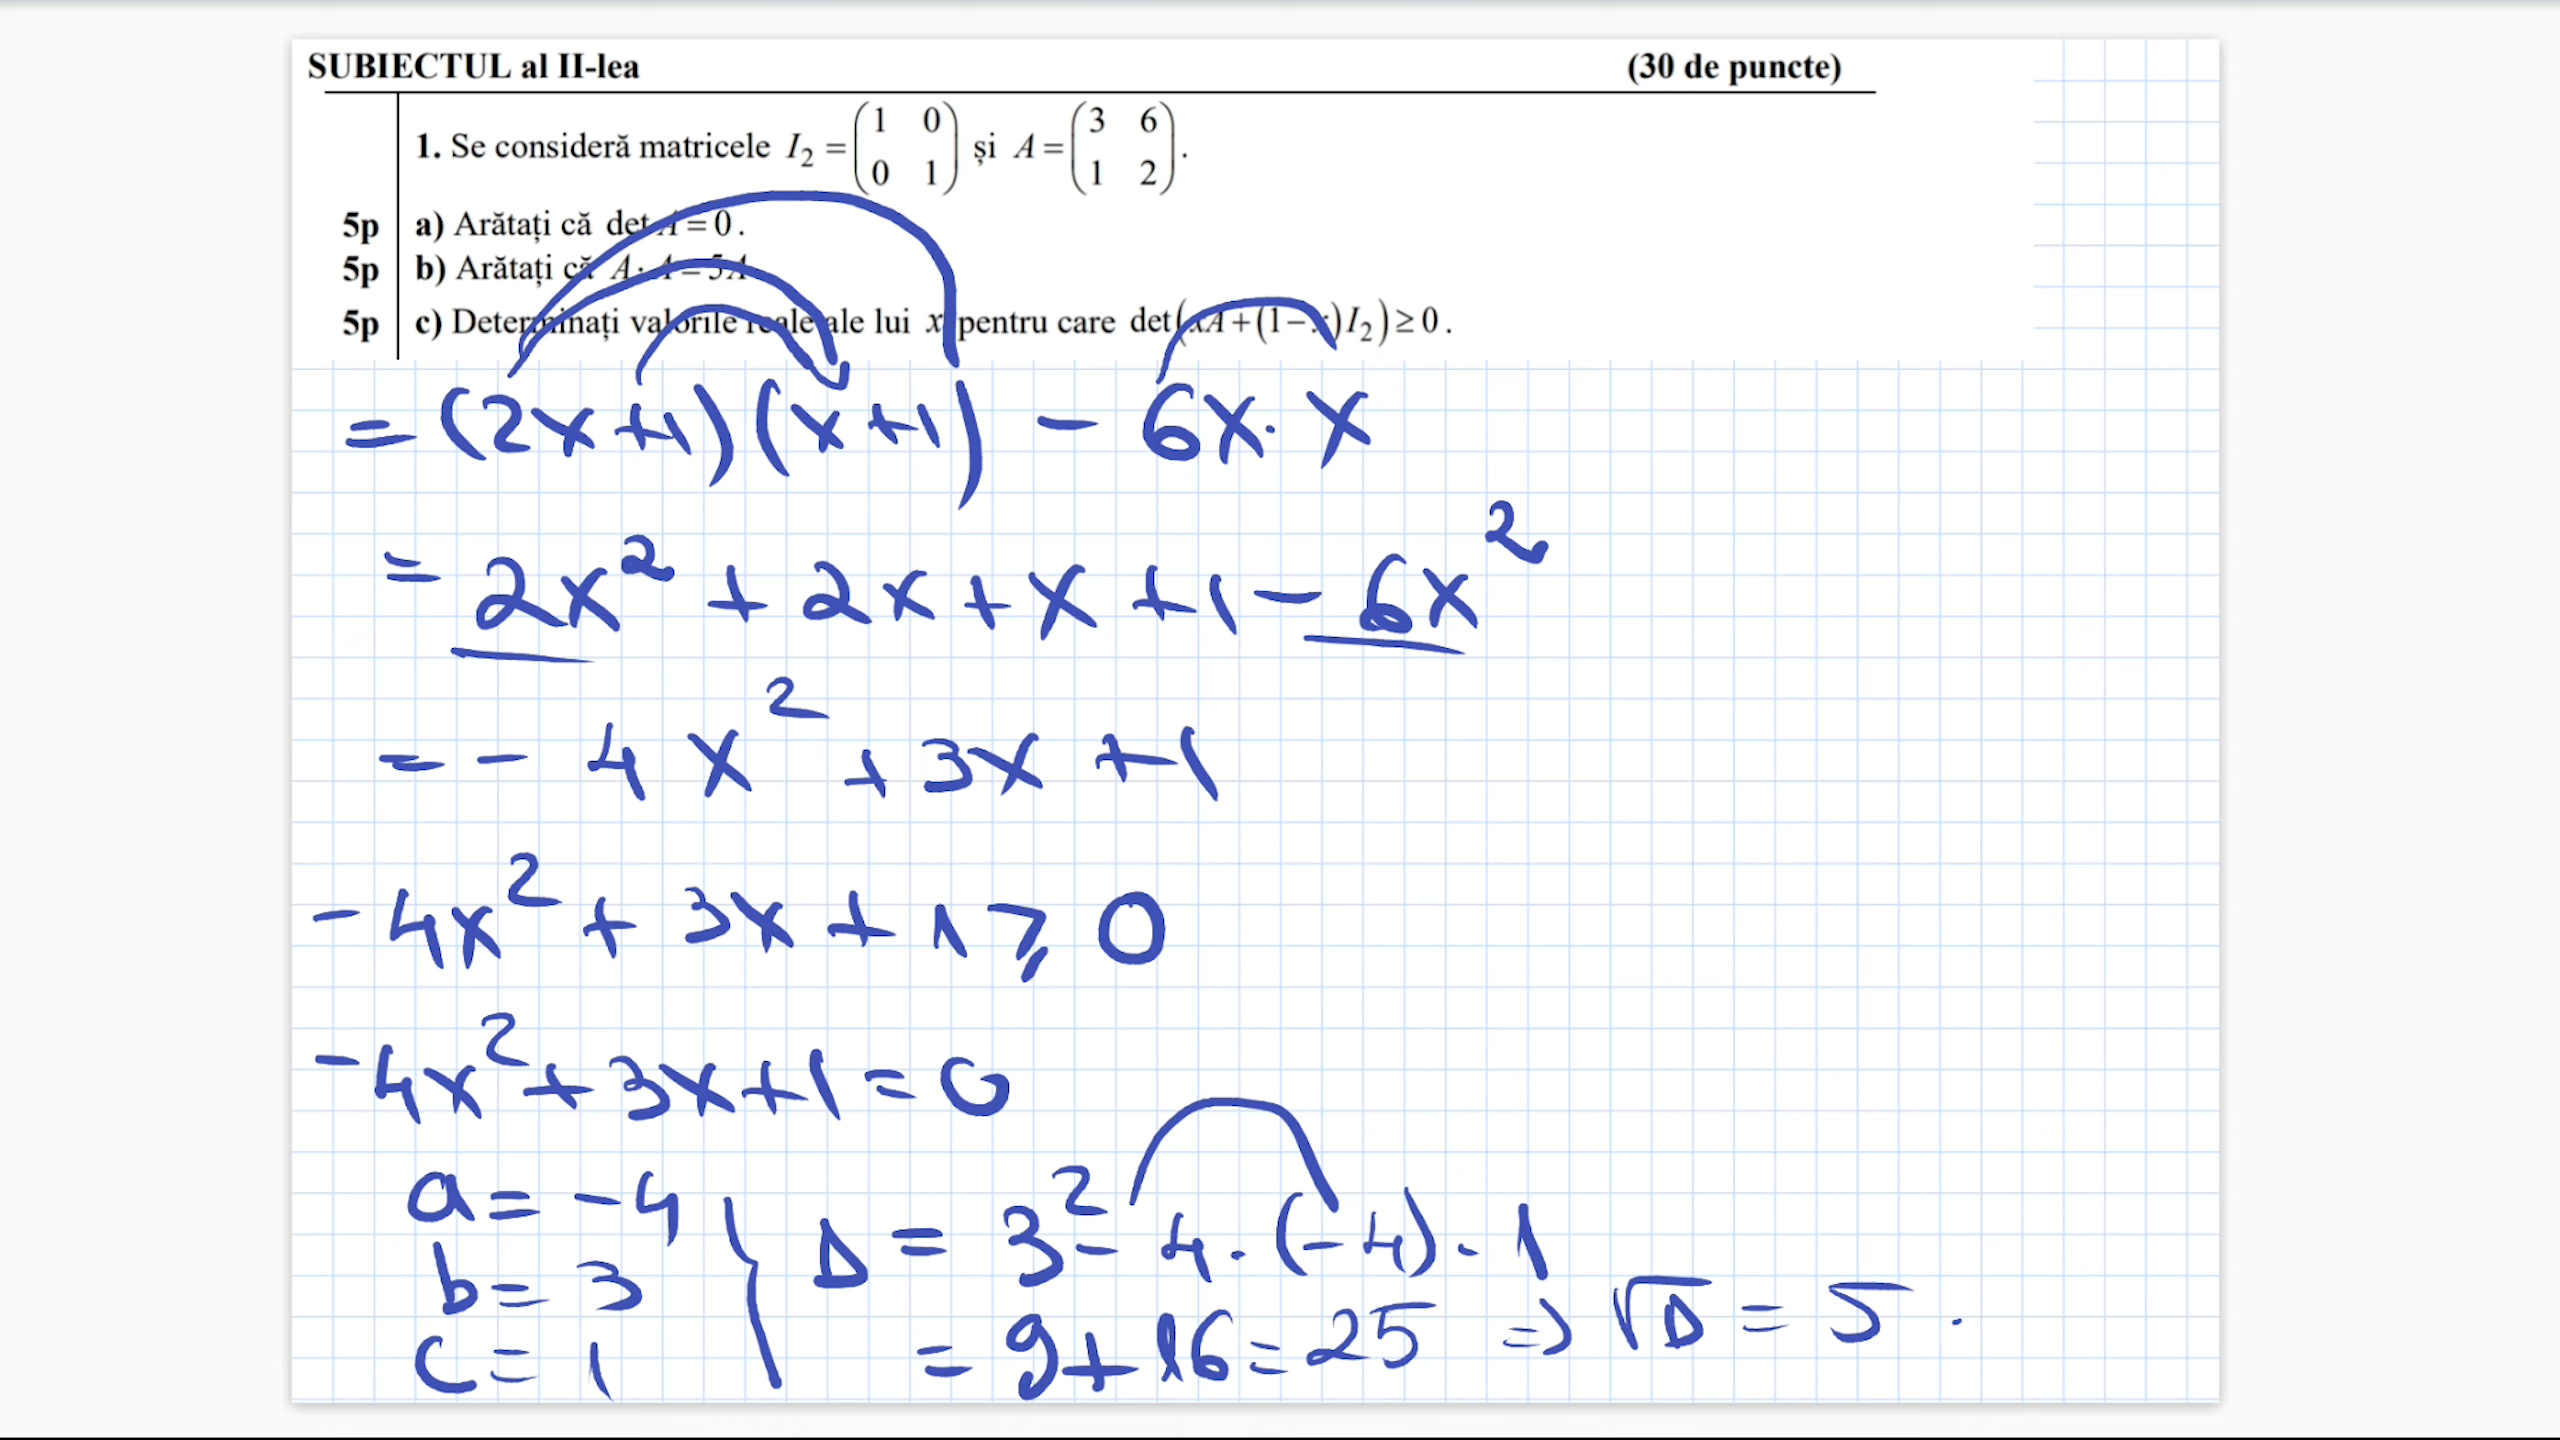 SUBIECTUL al II-lea (30 de puncte)
1. Se consideră matricele I₂ = (1 0; 0 1) și A = (3 6; 1 2).
5p a) Arătați că det A = 0.
5p b) Arătați că A · A = 5A
5p c) Determinați valorile reale ale lui x pentru care det(xA + (1 − x)I₂) ≥ 0.
= (2x+1)(x+1) − 6x·x
= 2x² + 2x + x + 1 − 6x²
= − 4x² + 3x + 1
−4x² + 3x + 1 ≥ 0
−4x² + 3x + 1 = 0
a = −4
b = 3
c = 1
Δ = 3² − 4·(−4)·1
= 9 + 16 = 25 ⇒ √Δ = 5.